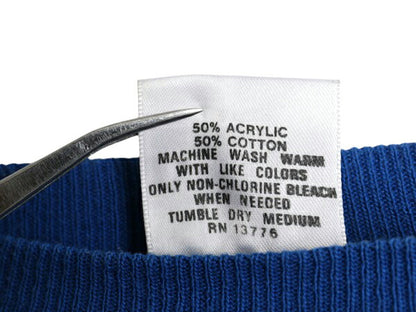 50% ACRYLIC
50% COTTON
MACHINE WASH WARM
WITH LIKE COLORS
ONLY NON-CHLORINE BLEACH
WHEN NEEDED
TUMBLE DRY MEDIUM
RN 13776